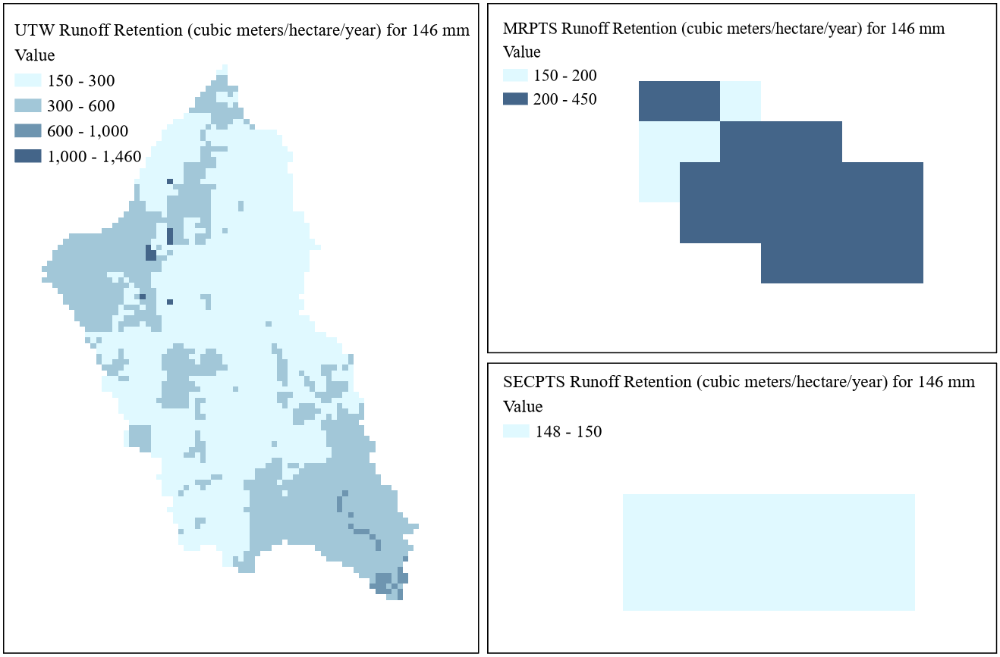 UTW Runoff Retention (cubic meters/hectare/year) for 146 mm
Value
150 - 300
300 - 600
600 - 1,000
1,000 - 1,460
MRPTS Runoff Retention (cubic meters/hectare/year) for 146 mm
Value
150 - 200
200 - 450
SECPTS Runoff Retention (cubic meters/hectare/year) for 146 mm
Value
148 - 150